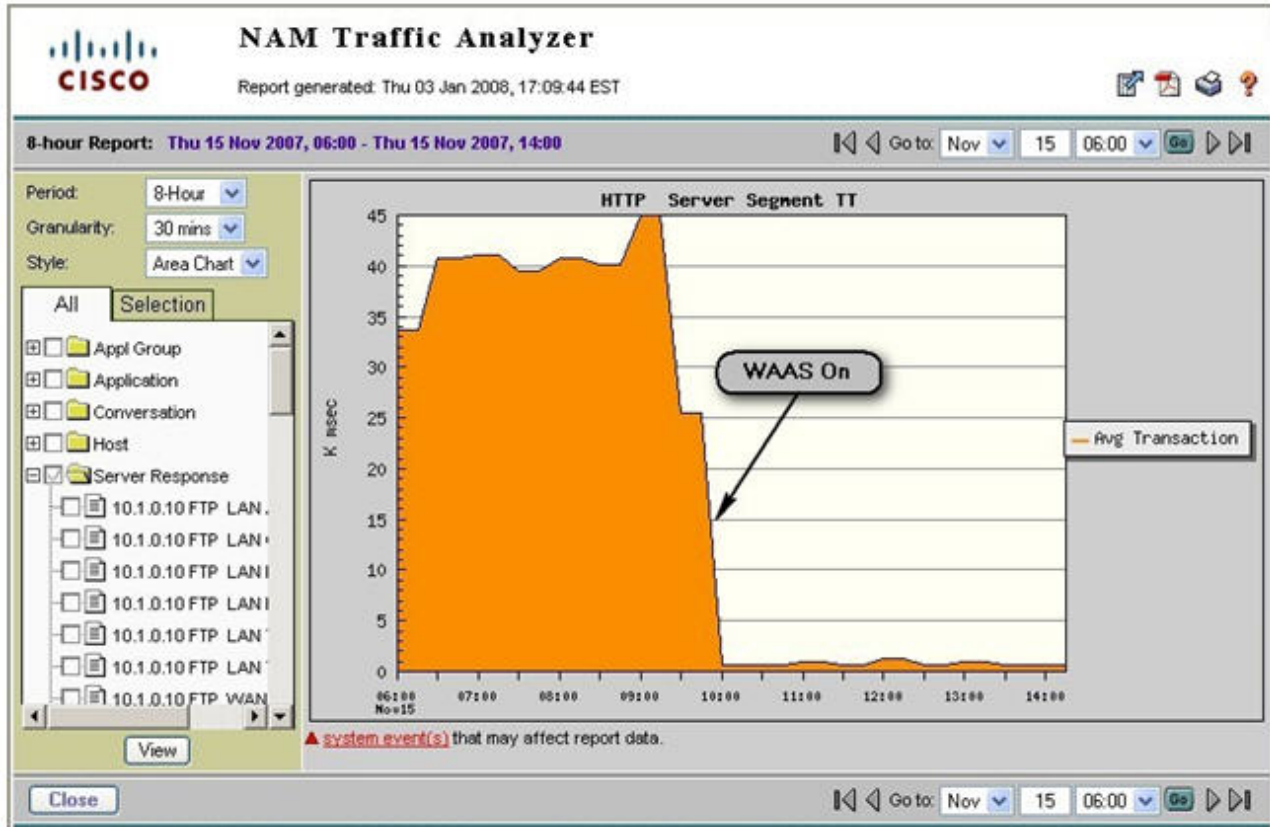 CISCO
NAM Traffic Analyzer
Report generated: Thu 03 Jan 2008, 17:09:44 EST
8-hour Report: Thu 15 Nov 2007, 06:00 - Thu 15 Nov 2007, 14:00
Go to: Nov 15 06:00 Go
Period: 8-Hour
Granularity: 30 mins
Style: Area Chart
All Selection
Appl Group
Application
Conversation
Host
Server Response
10.1.0.10 FTP LAN
10.1.0.10 FTP LAN
10.1.0.10 FTP LAN
10.1.0.10 FTP LAN
10.1.0.10 FTP LAN
10.1.0.10 FTP LAN
10.1.0.10 FTP WAN
View
HTTP Server Segment TT
K msec
45
40
35
30
25
20
15
10
5
0
06:00 07:00 08:00 09:00 10:00 11:00 12:00 13:00 14:00
Nov15
WAAS On
Avg Transaction
system event(s) that may affect report data.
Close
Go to: Nov 15 06:00 Go